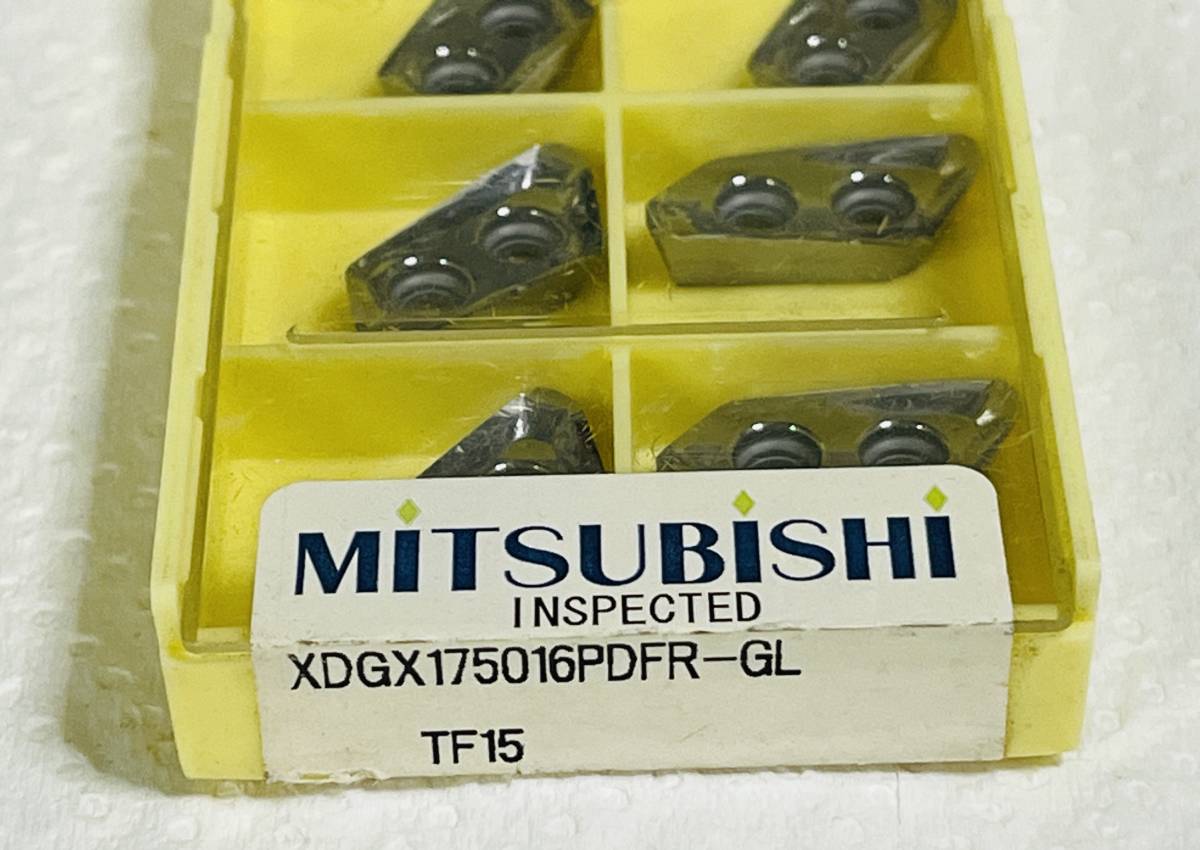 MiTSUBiSHi
INSPECTED
XDGX175016PDFR-GL
TF15